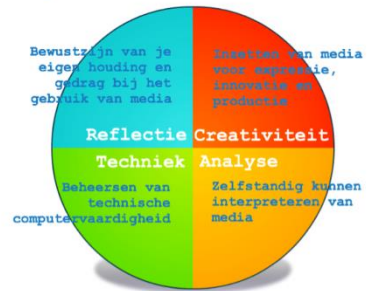 Bewustzijn van je
eigen houding en
gedrag bij het
gebruik van media
Inzetten van media
voor expressie,
innovatie en
productie
Reflectie Creativiteit
Techniek Analyse
Beheersen van
technische
computervaardigheid
Zelfstandig kunnen
interpreteren van
media